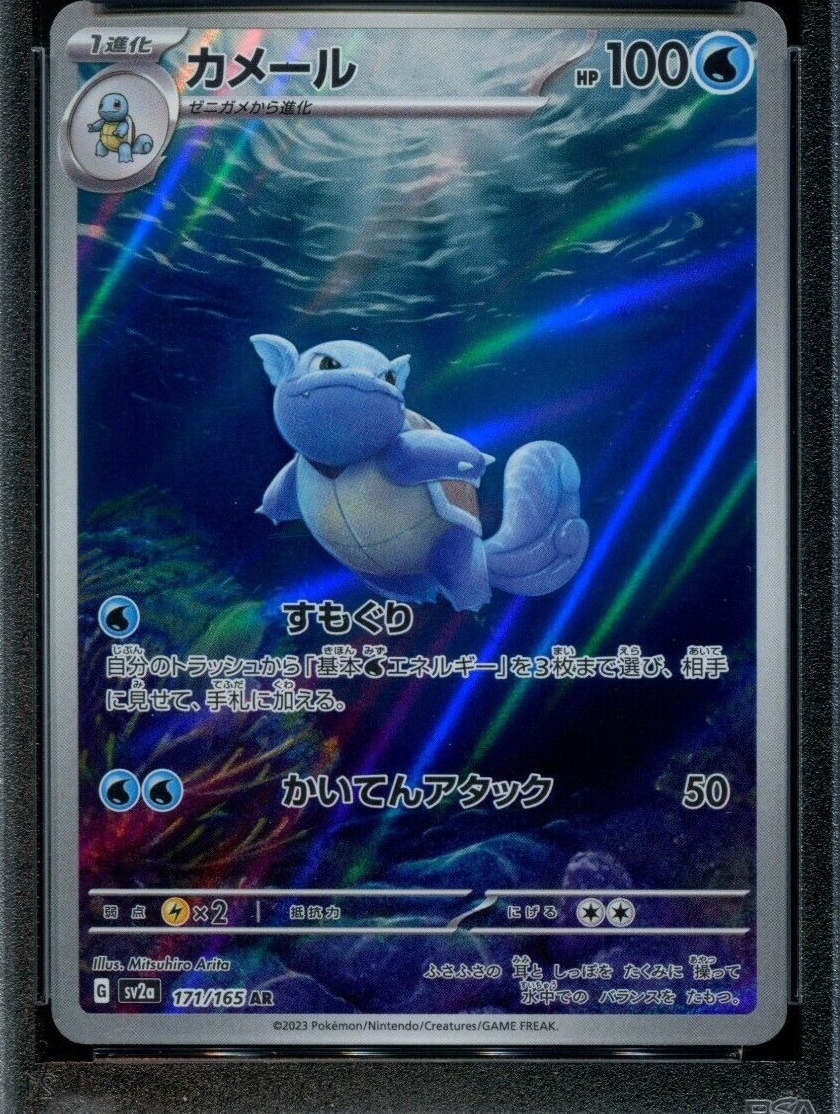 1進化
カメール
HP 100
ゼニガメから進化
すもぐり
自分のトラッシュから「基本エネルギー」を3枚まで選び、相手
に見せて、手札に加える。
かいてんアタック 50
弱点 ×2 抵抗力 にげる
Illus. Mitsuhiro Arita
ふさふさの 耳と しっぽを たくみに 操って
水中での バランスを たもつ。
G sv2a 171/165 AR
©2023 Pokémon/Nintendo/Creatures/GAME FREAK.